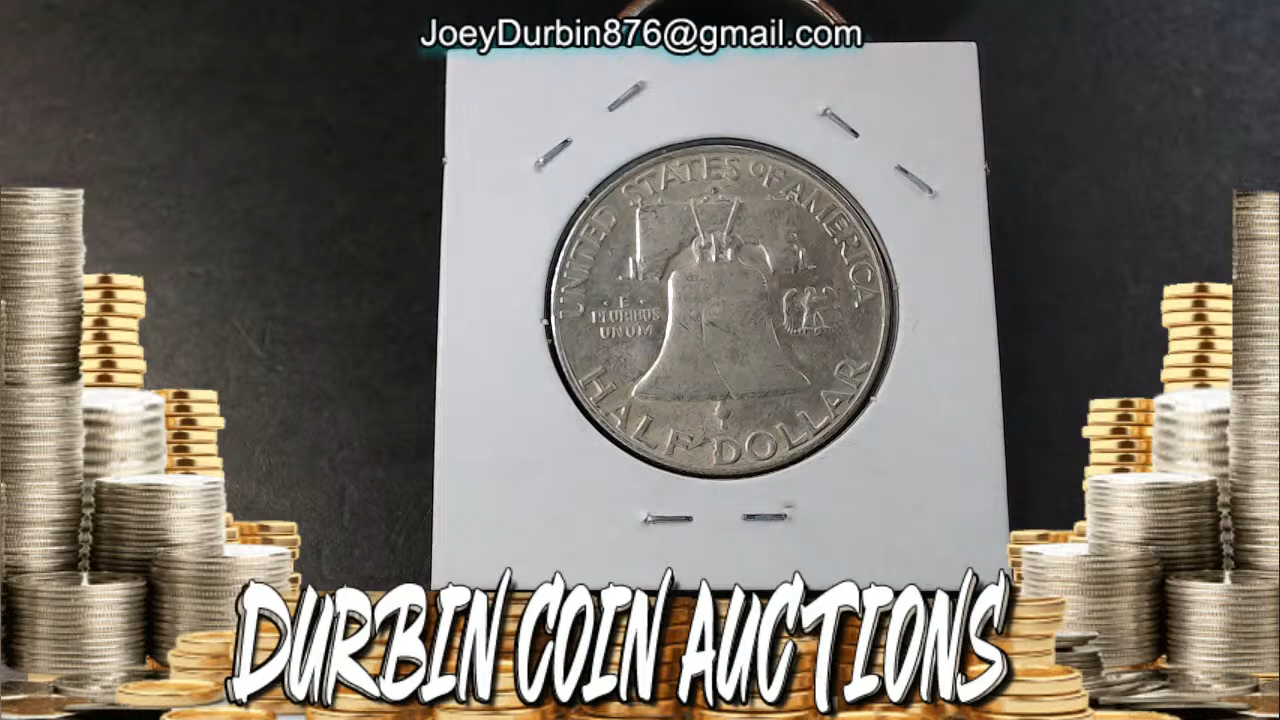 JoeyDurbin876@gmail.com
UNITED STATES OF AMERICA
· E ·
PLURIBUS
UNUM
HALF DOLLAR
DURBIN COIN AUCTIONS